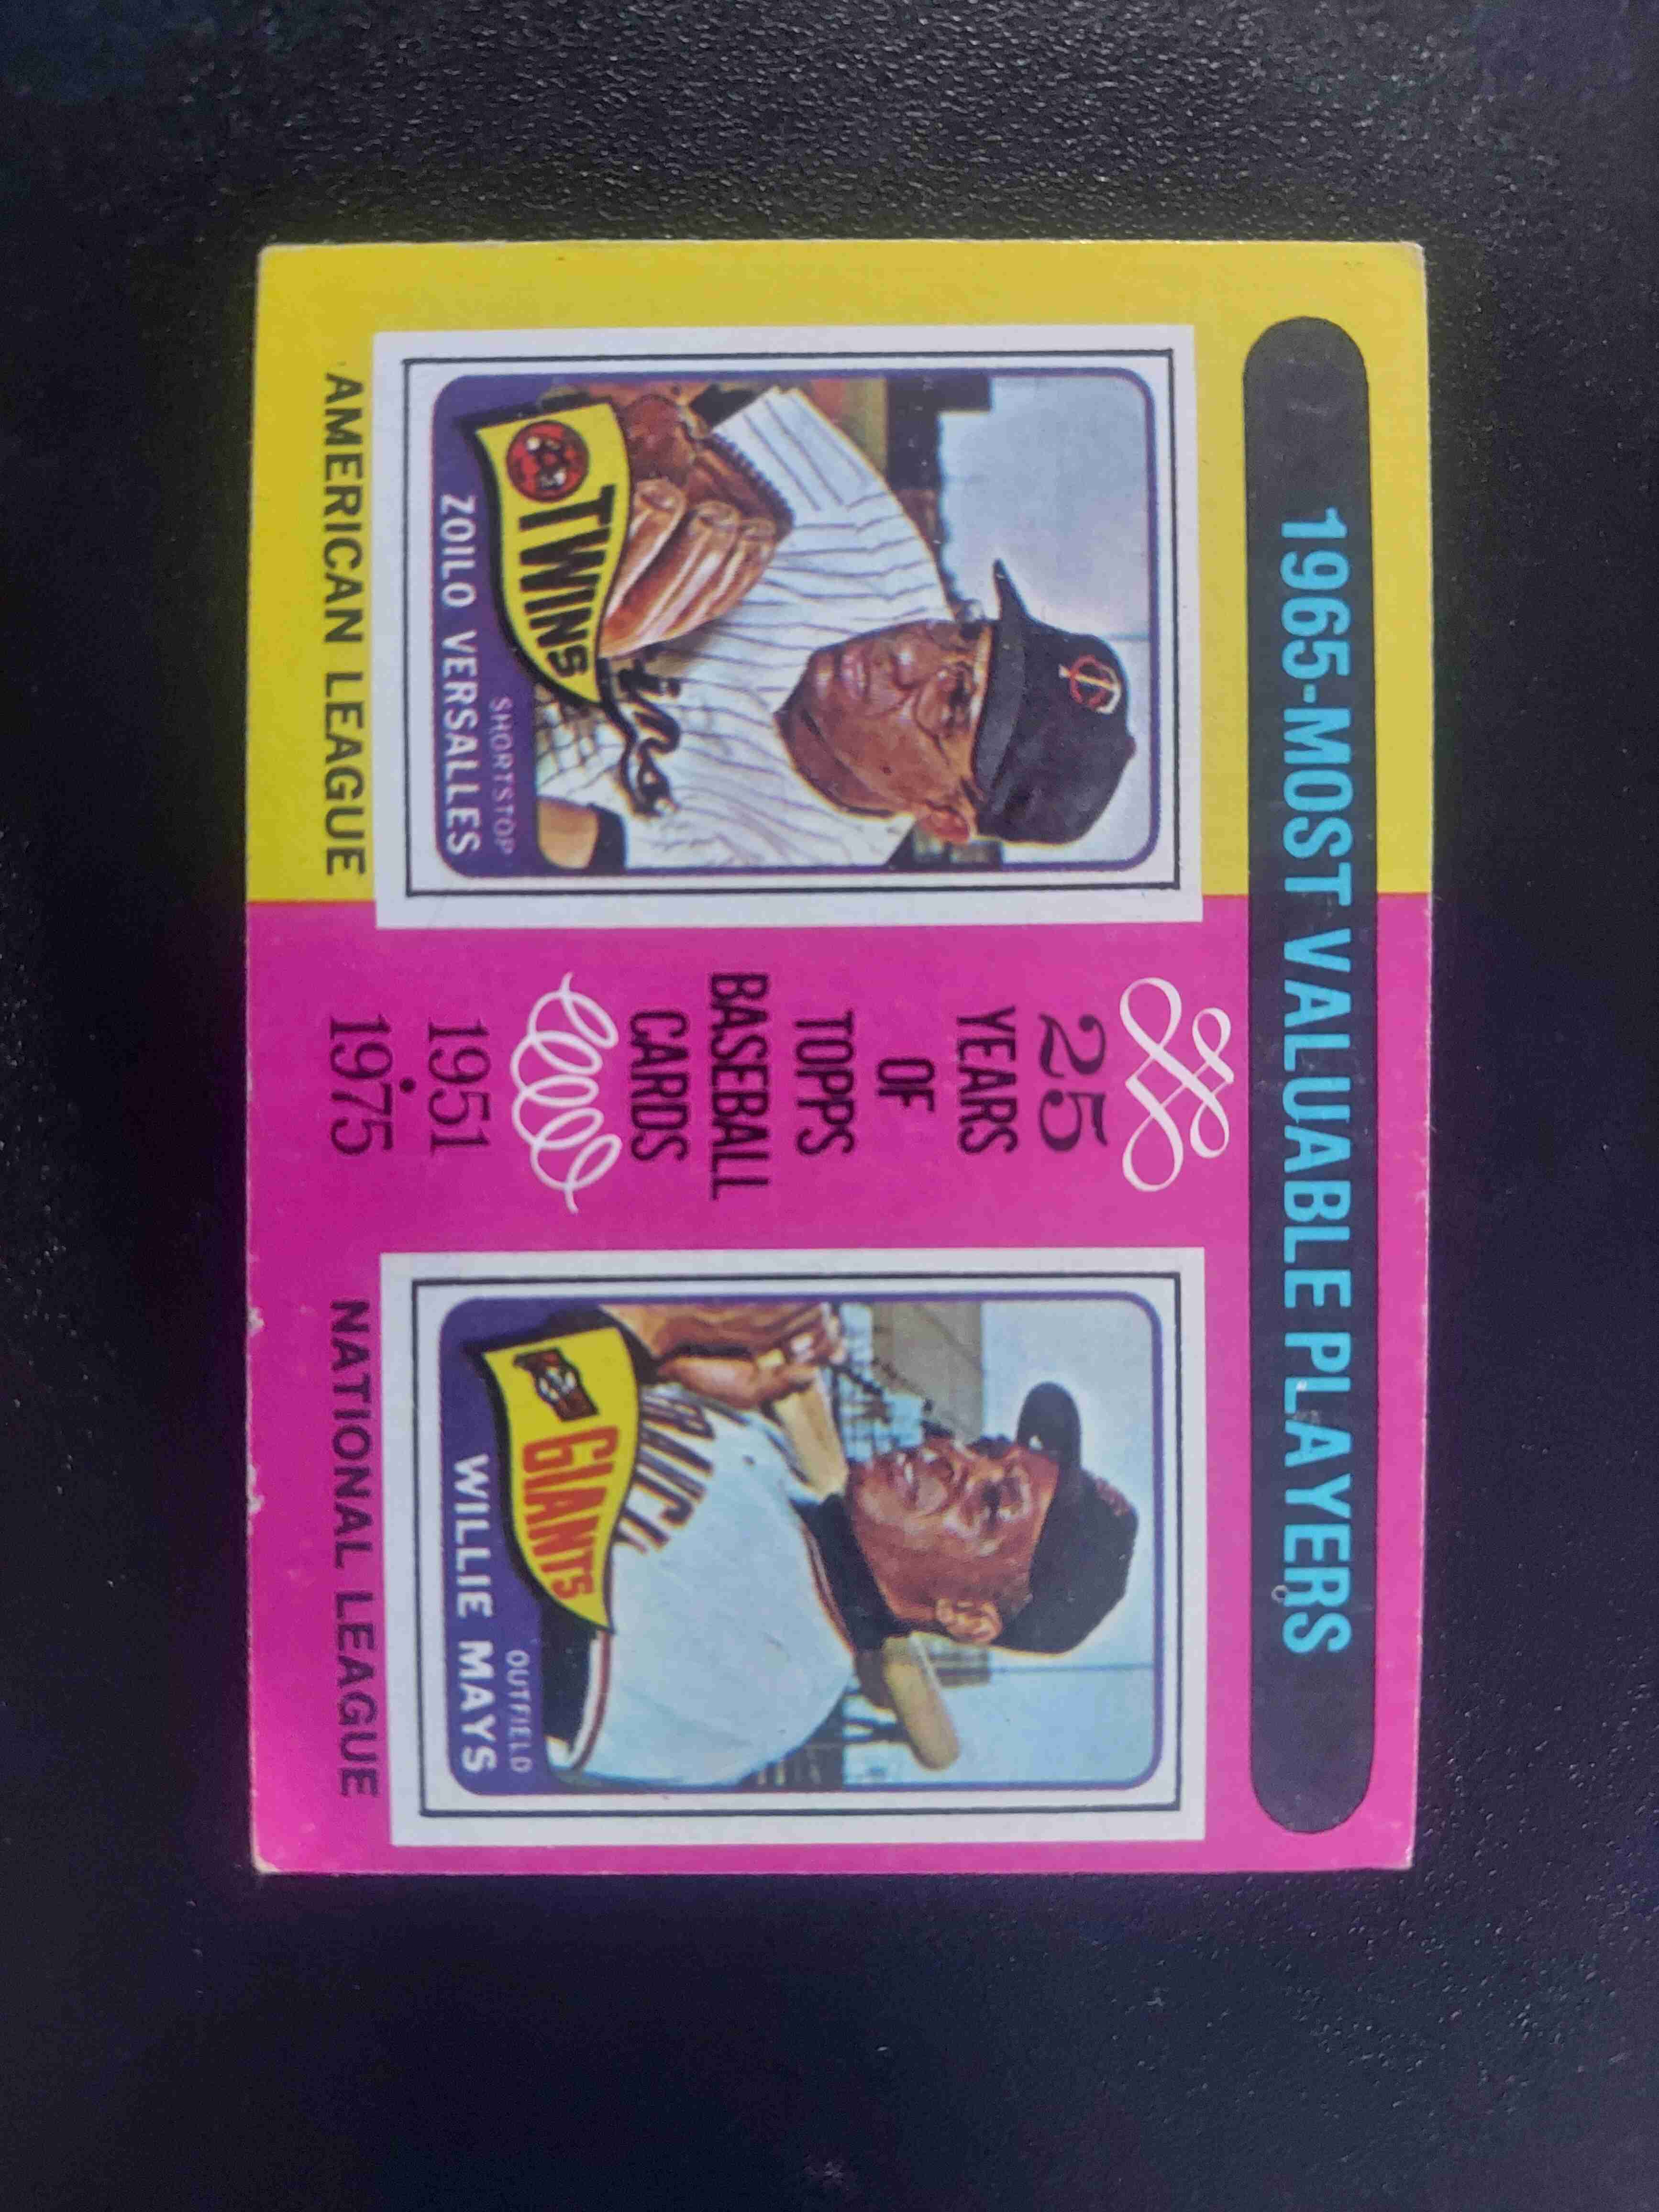 1965-MOST VALUABLE PLAYERS
TWINS
SHORTSTOP
ZOILO VERSALLES
AMERICAN LEAGUE
25
YEARS
OF
TOPPS
BASEBALL
CARDS
1951
1975
GIANTS
OUTFIELD
WILLIE MAYS
NATIONAL LEAGUE